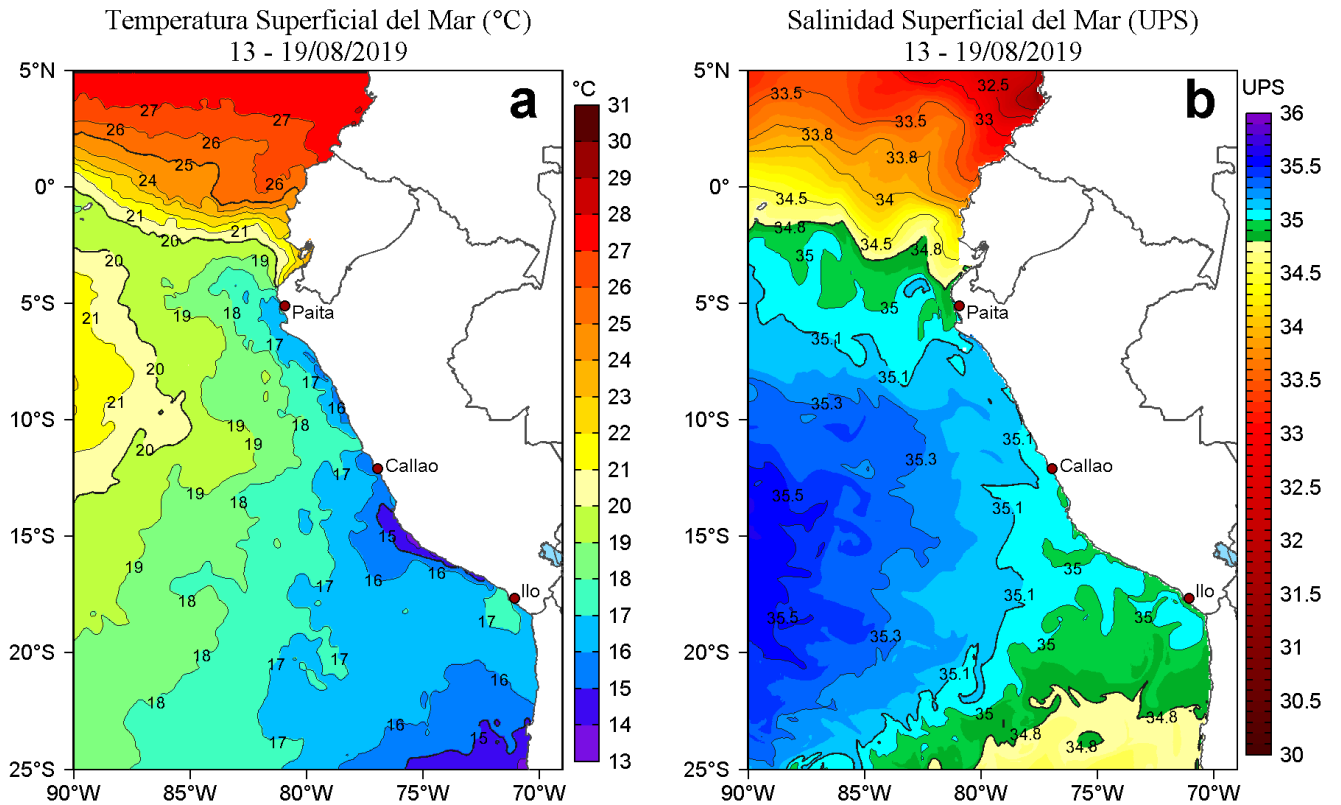 Temperatura Superficial del Mar (°C)
13 - 19/08/2019
Salinidad Superficial del Mar (UPS)
13 - 19/08/2019
a
°C
31
30
29
28
27
26
25
24
23
22
21
20
19
18
17
16
15
14
13
5°N
0°
5°S
10°S
15°S
20°S
25°S
90°W
85°W
80°W
75°W
70°W
27
27
26
26
26
25
24
21
21
20
20
19
21
19
18
17
20
17
21
16
19
18
20
19
17
19
18
15
19
16
16
18
17
17
18
17
17
16
18
16
15
17
Paita
Callao
Ilo
b
UPS
36
35.5
35
34.5
34
33.5
33
32.5
32
31.5
31
30.5
30
5°N
0°
5°S
10°S
15°S
20°S
25°S
90°W
85°W
80°W
75°W
70°W
32.5
33.5
33.5
33
33.8
33.8
34.5
34
34.8
34.5
34.8
35
35
35.1
35.1
35.3
35.1
35.3
35.5
35.1
35
35.1
35.5
35.3
35
35
35.1
35
34.8
34.8
34.8
Paita
Callao
Ilo